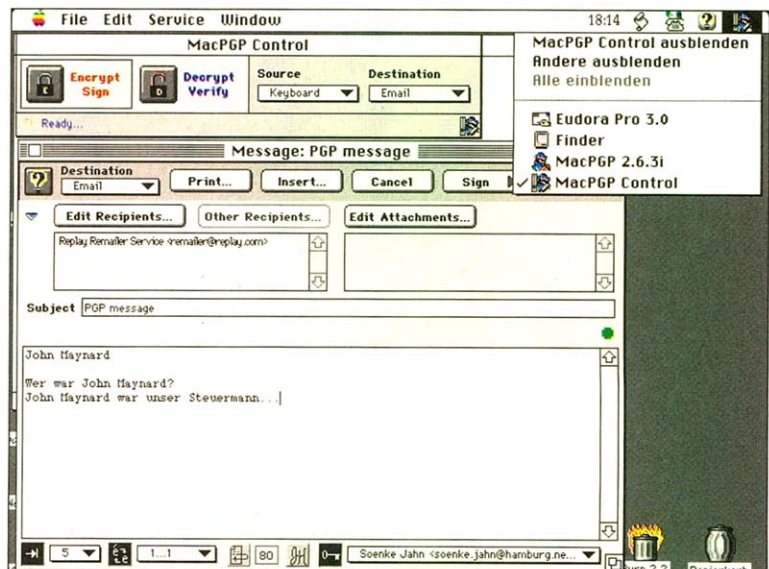 File Edit Service Window 18:14
MacPGP Control
Encrypt
Sign
Decrypt
Verify
Source
Keyboard
Destination
Email
Ready...
MacPGP Control ausblenden
Andere ausblenden
Alle einblenden
Eudora Pro 3.0
Finder
MacPGP 2.6.3i
MacPGP Control
Message: PGP message
Destination
Email
Print...
Insert...
Cancel
Sign
Edit Recipients...
Other Recipients...
Edit Attachments...
Replay Remailer Service <remailer@replay.com>
Subject PGP message
John Maynard
Wer war John Maynard?
John Maynard war unser Steuermann...
5
1...1
80
Soenke Jahn <soenke.jahn@hamburg.ne...